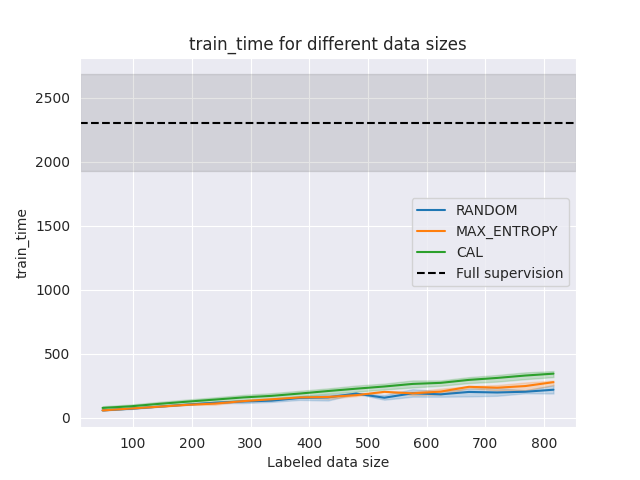 train_time for different data sizes
2500
2000
1500
1000
500
0
train_time
RANDOM
MAX_ENTROPY
CAL
Full supervision
100 200 300 400 500 600 700 800
Labeled data size